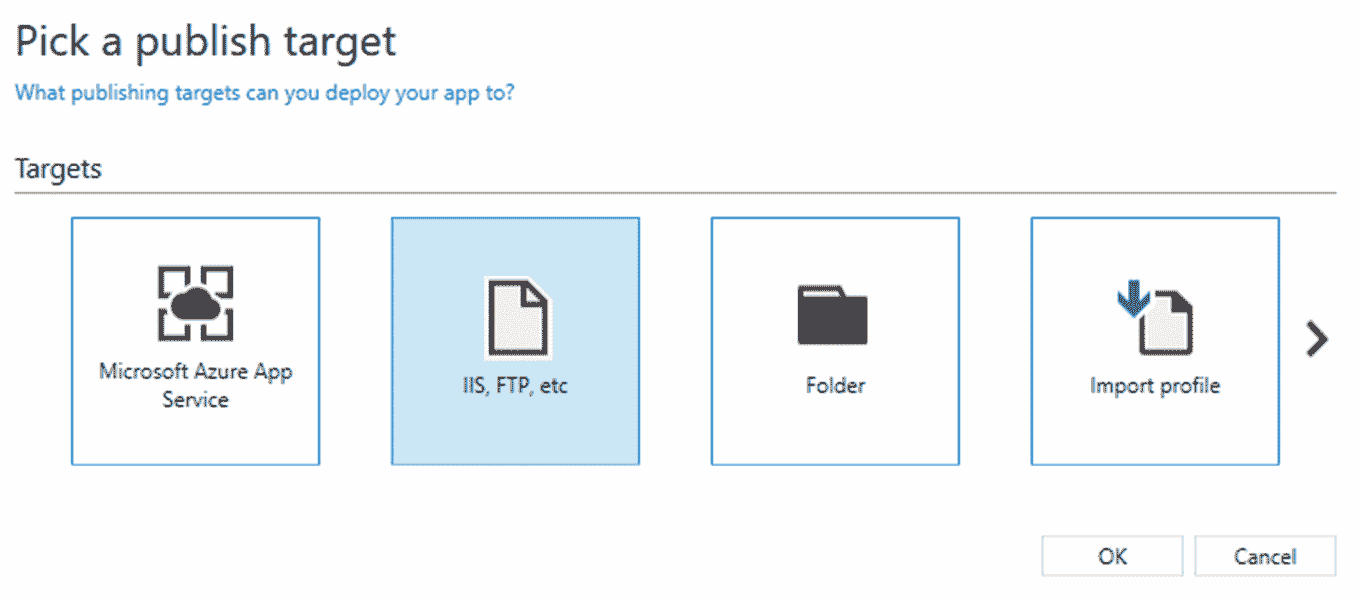 Pick a publish target
What publishing targets can you deploy your app to?
Targets
Microsoft Azure App
Service
IIS, FTP, etc
Folder
Import profile
OK
Cancel